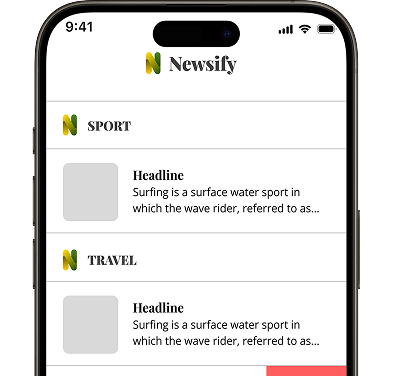 9:41
Newsify
SPORT
Headline
Surfing is a surface water sport in
which the wave rider, referred to as...
TRAVEL
Headline
Surfing is a surface water sport in
which the wave rider, referred to as...